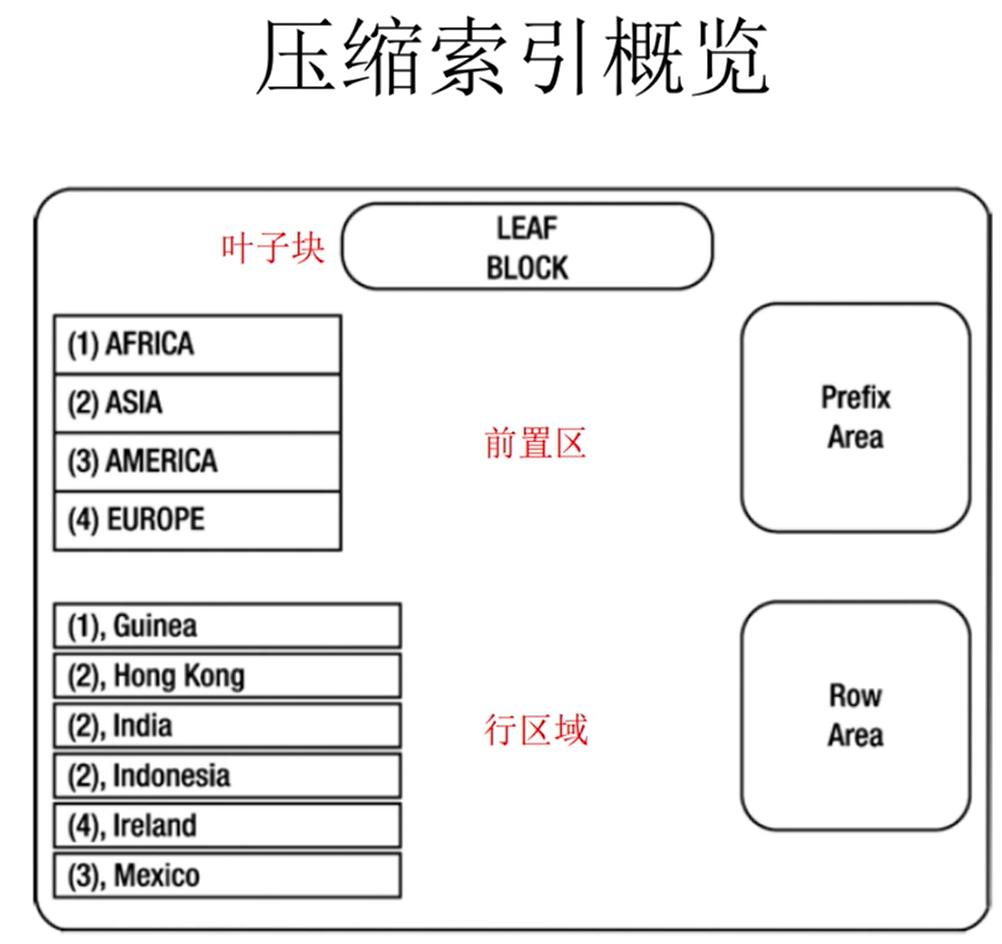 压缩索引概览
叶子块
LEAF
BLOCK
(1) AFRICA
(2) ASIA
(3) AMERICA
(4) EUROPE
前置区
Prefix
Area
(1), Guinea
(2), Hong Kong
(2), India
(2), Indonesia
(4), Ireland
(3), Mexico
行区域
Row
Area